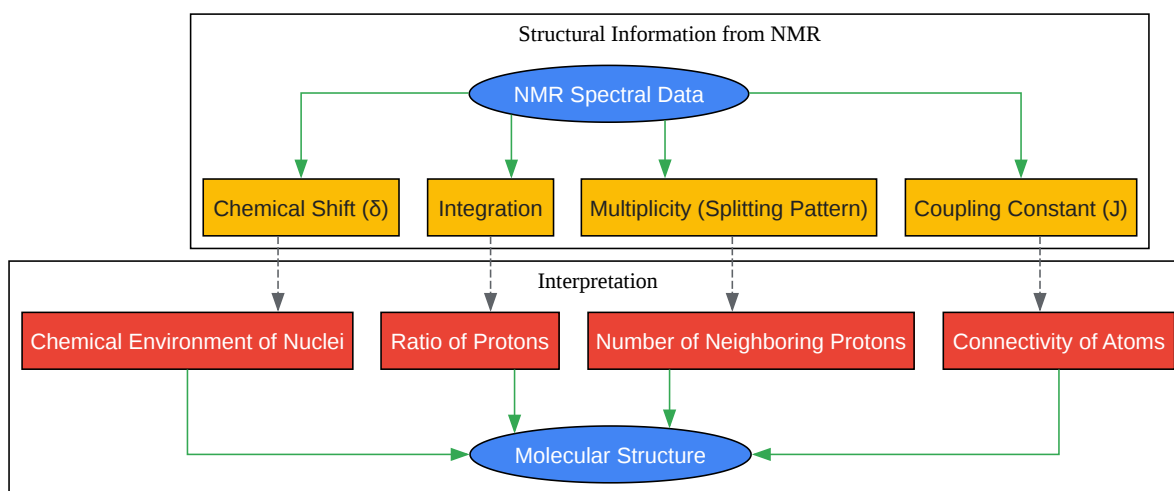 Structural Information from NMR
NMR Spectral Data
Chemical Shift (δ)
Integration
Multiplicity (Splitting Pattern)
Coupling Constant (J)
Interpretation
Chemical Environment of Nuclei
Ratio of Protons
Number of Neighboring Protons
Connectivity of Atoms
Molecular Structure